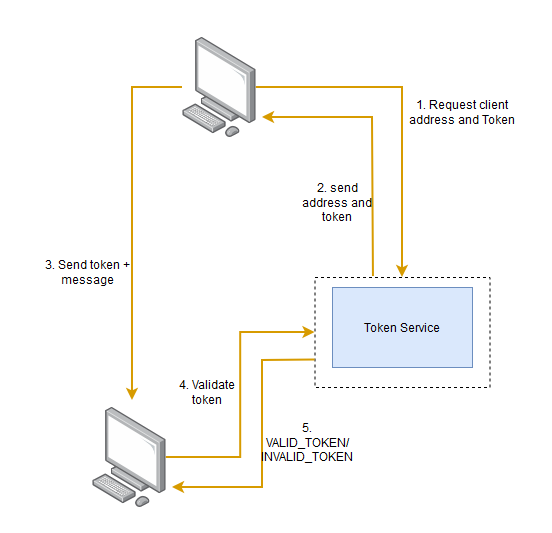 1. Request client
address and Token
2. send
address and
token
3. Send token +
message
Token Service
4. Validate
token
5.
VALID_TOKEN/
INVALID_TOKEN